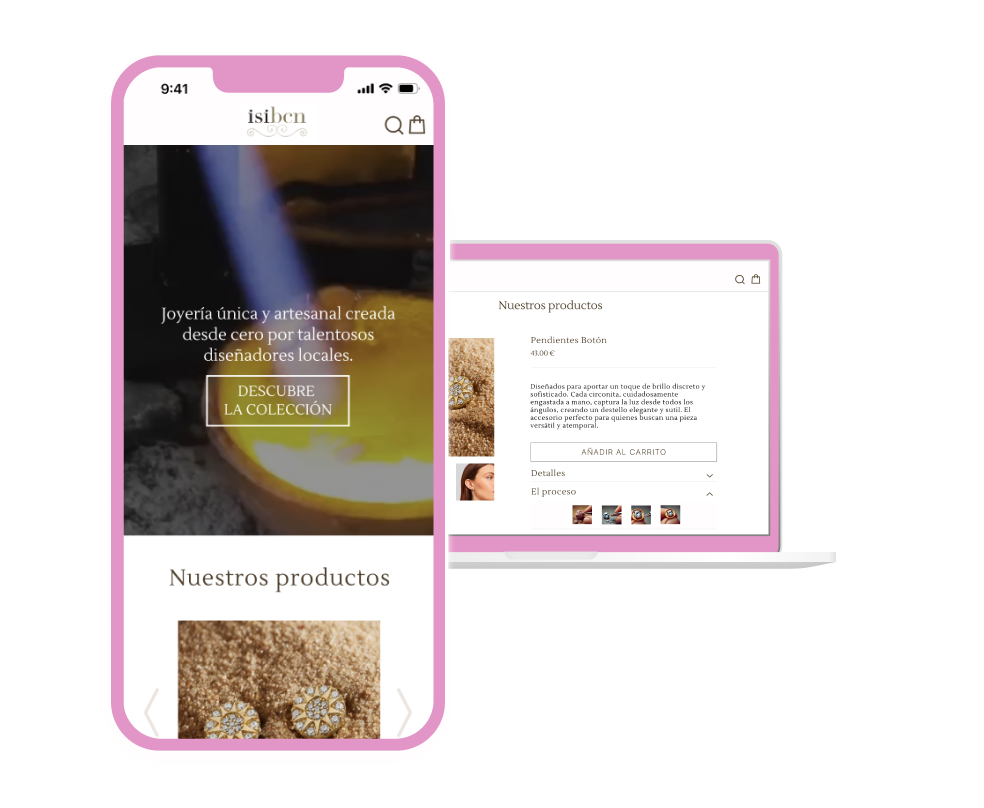 9:41
isibcn
Joyería única y artesanal creada
desde cero por talentosos
diseñadores locales.
DESCUBRE
LA COLECCIÓN
Nuestros productos
Nuestros productos
Pendientes Botón
43.00 €
Diseñados para aportar un toque de brillo discreto y
sofisticado. Cada circonita, cuidadosamente
engastada a mano, captura la luz desde todos los
ángulos, creando un destello elegante y sutil. El
accesorio perfecto para quienes buscan una pieza
versátil y atemporal.
AÑADIR AL CARRITO
Detalles
El proceso